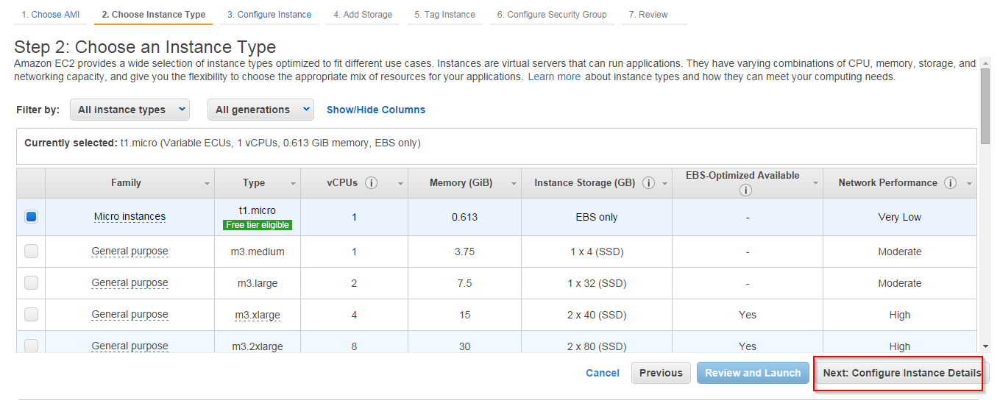 1. Choose AMI 2. Choose Instance Type 3. Configure Instance 4. Add Storage 5. Tag Instance 6. Configure Security Group 7. Review
Step 2: Choose an Instance Type
Amazon EC2 provides a wide selection of instance types optimized to fit different use cases. Instances are virtual servers that can run applications. They have varying combinations of CPU, memory, storage, and
networking capacity, and give you the flexibility to choose the appropriate mix of resources for your applications. Learn more about instance types and how they can meet your computing needs.
Filter by: All instance types All generations Show/Hide Columns
Currently selected: t1.micro (Variable ECUs, 1 vCPUs, 0.613 GiB memory, EBS only)
Family Type vCPUs i Memory (GiB) Instance Storage (GB) i EBS-Optimized Available i Network Performance i
Micro instances t1.micro Free tier eligible 1 0.613 EBS only - Very Low
General purpose m3.medium 1 3.75 1 x 4 (SSD) - Moderate
General purpose m3.large 2 7.5 1 x 32 (SSD) - Moderate
General purpose m3.xlarge 4 15 2 x 40 (SSD) Yes High
General purpose m3.2xlarge 8 30 2 x 80 (SSD) Yes High
Cancel Previous Review and Launch Next: Configure Instance Details